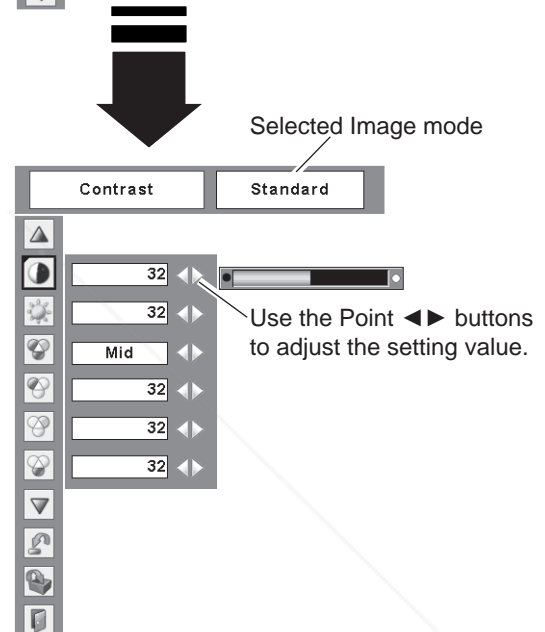 Selected Image mode
Contrast Standard
32
32
Use the Point ◄► buttons
to adjust the setting value.
Mid
32
32
32